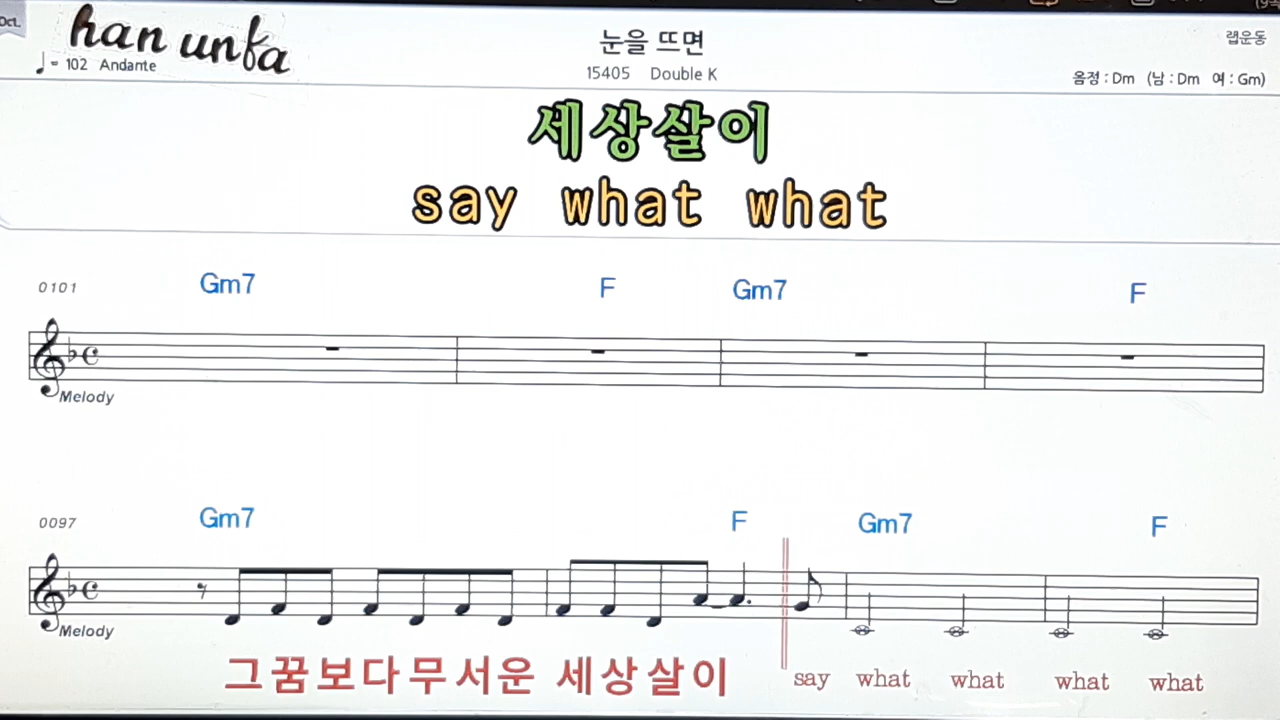 Oct.
han unfa
♩= 102 Andante
눈을 뜨면
15405 Double K
랩운동
음정 : Dm (남 : Dm 여 : Gm)
세상살이
say what what
0101 Gm7 F Gm7 F
Melody
0097 Gm7 F Gm7 F
Melody
그꿈보다무서운 세상살이 say what what what what